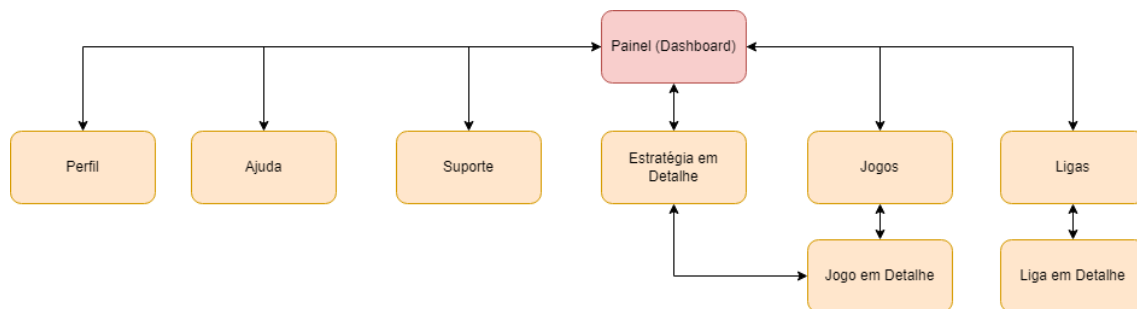 Painel (Dashboard)
Perfil
Ajuda
Suporte
Estratégia em
Detalhe
Jogos
Ligas
Jogo em Detalhe
Liga em Detalhe